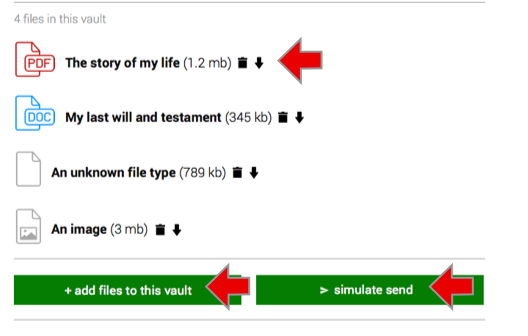 4 files in this vault
PDF The story of my life (1.2 mb)
DOC My last will and testament (345 kb)
An unknown file type (789 kb)
An image (3 mb)
+ add files to this vault
> simulate send